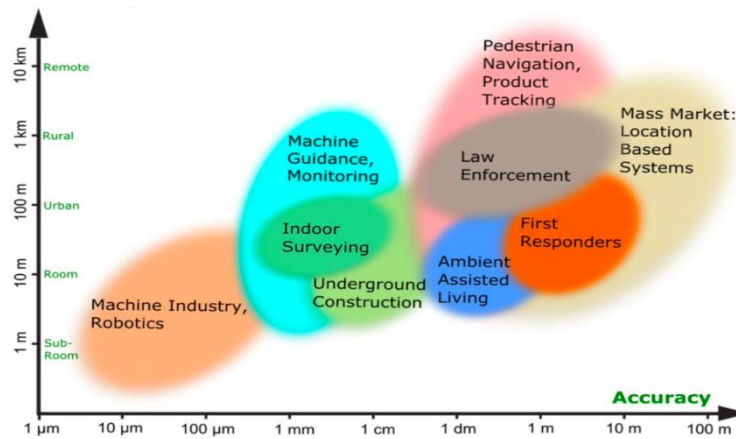 10 km
Remote
1 km
Rural
100 m
Urban
10 m
Room
1 m
Sub-
Room
Pedestrian
Navigation,
Product
Tracking
Mass Market:
Location
Based
Systems
Machine
Guidance,
Monitoring
Law
Enforcement
Indoor
Surveying
First
Responders
Underground
Construction
Ambient
Assisted
Living
Machine Industry,
Robotics
Accuracy
1 µm 10 µm 100 µm 1 mm 1 cm 1 dm 1 m 10 m 100 m